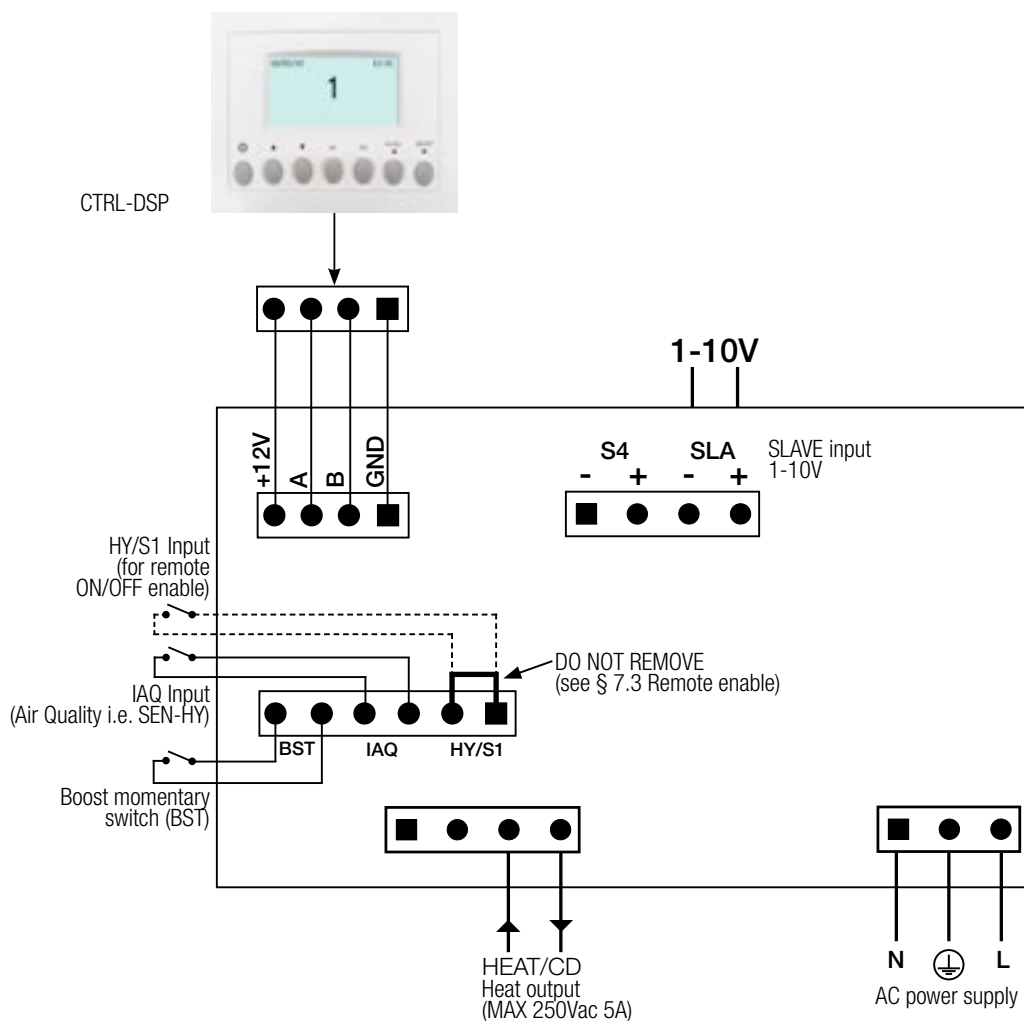 1
CTRL-DSP
1-10V
+12V
A
B
GND
S4
SLA
- + - +
SLAVE input
1-10V
HY/S1 Input
(for remote
ON/OFF enable)
DO NOT REMOVE
(see § 7.3 Remote enable)
IAQ Input
(Air Quality i.e. SEN-HY)
BST
IAQ
HY/S1
Boost momentary
switch (BST)
HEAT/CD
Heat output
(MAX 250Vac 5A)
N
L
AC power supply